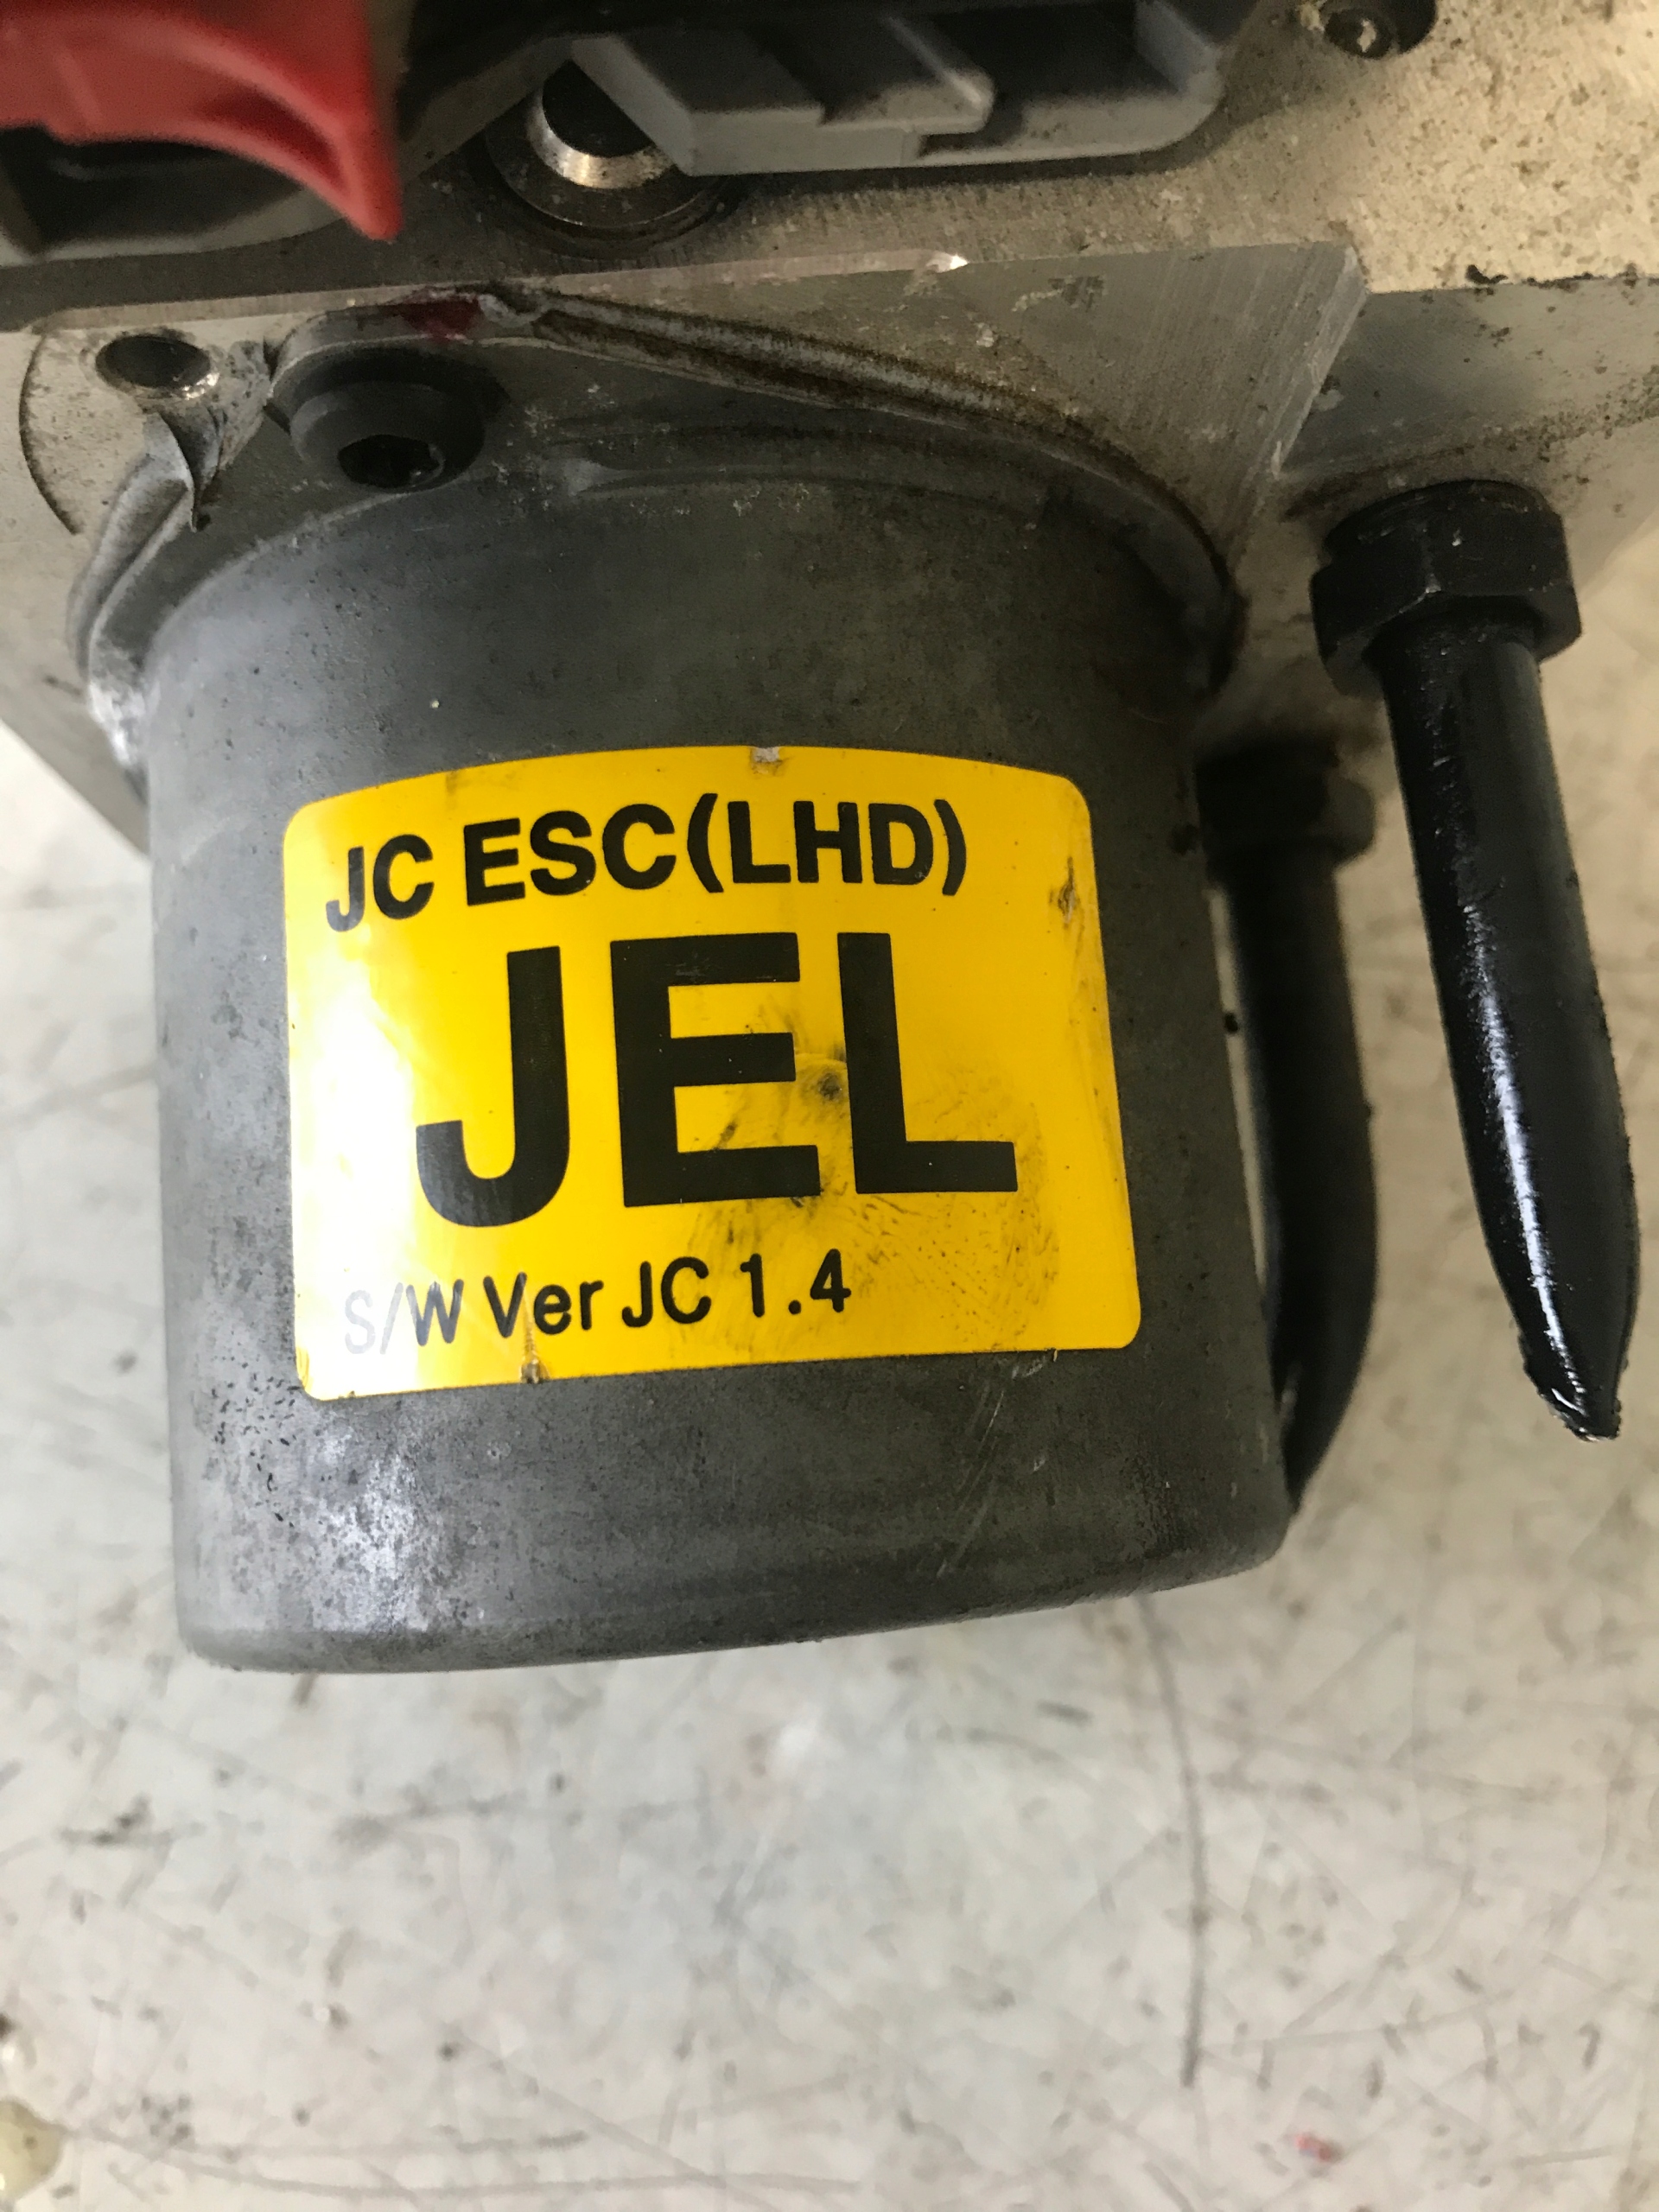 JC ESC(LHD)
JEL
S/W Ver JC 1.4